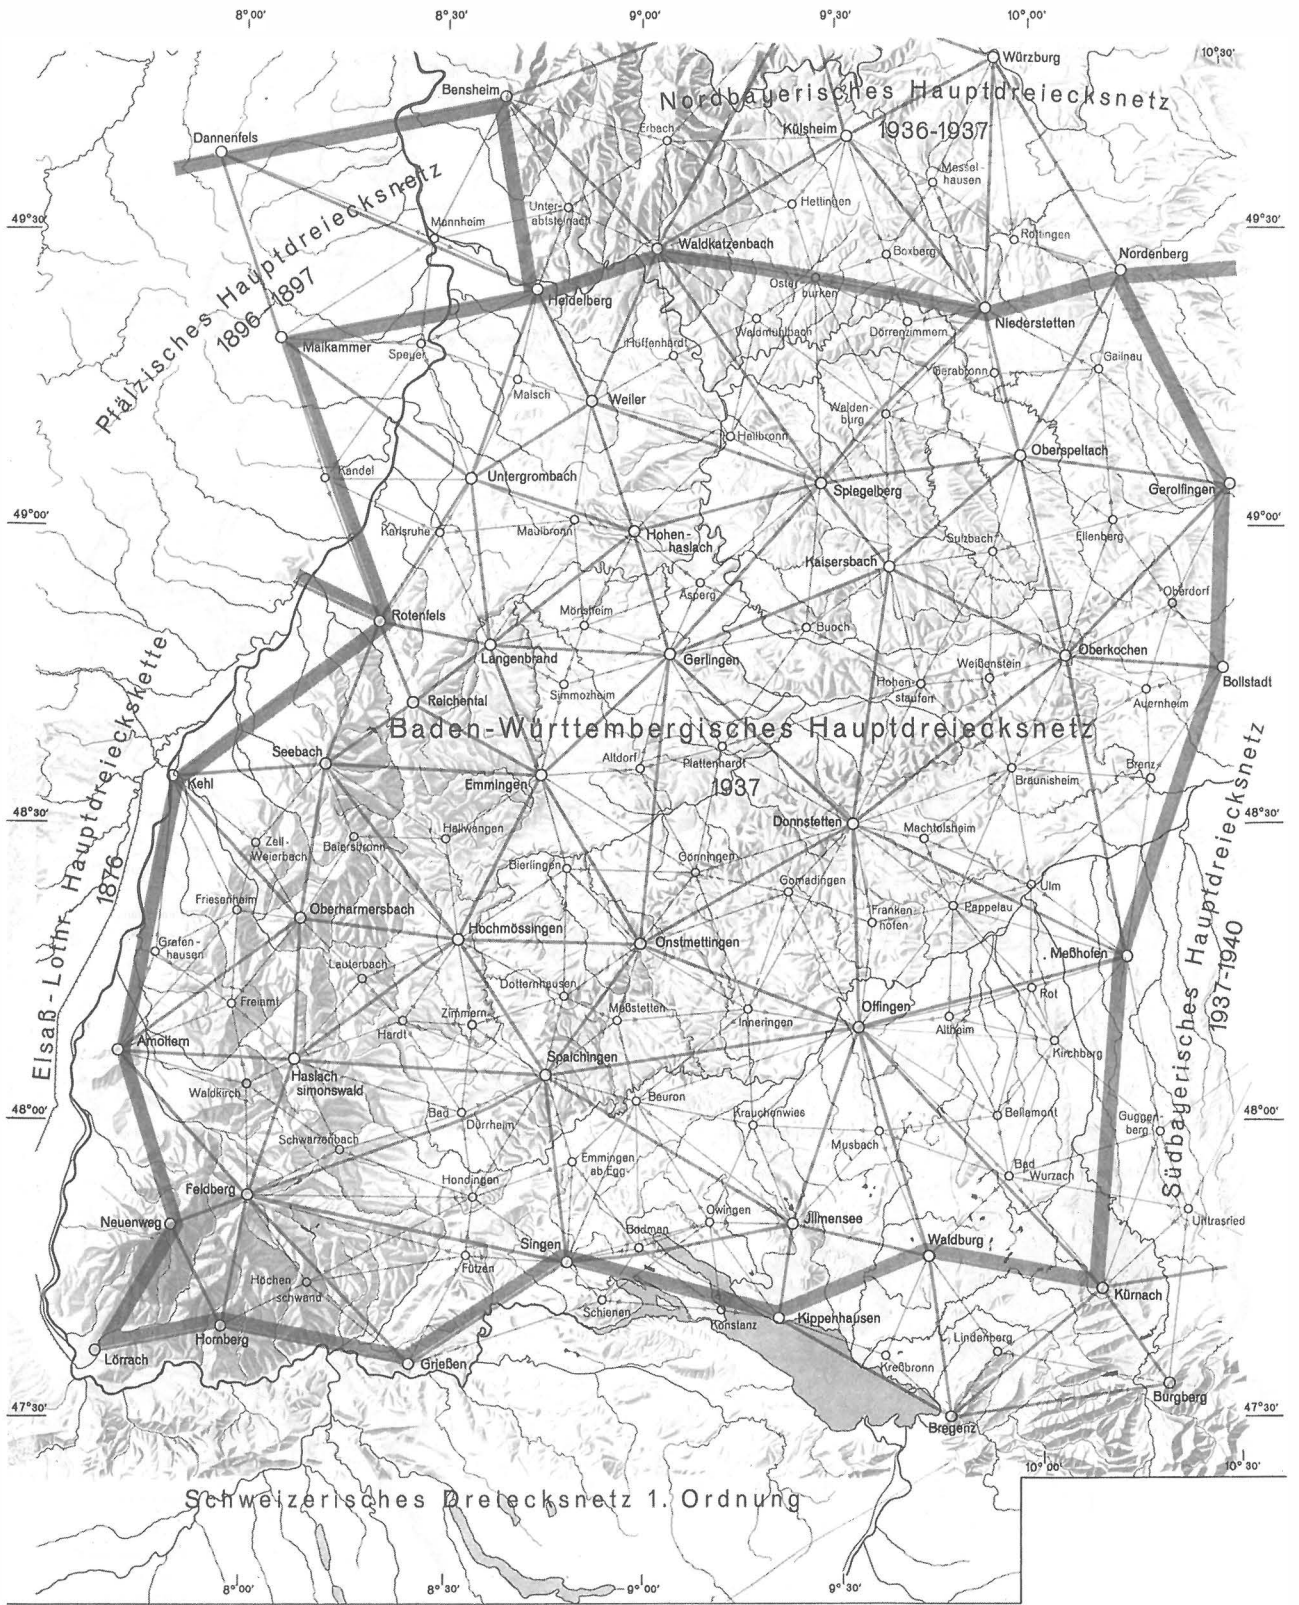 8° 00'
8° 30'
9° 00'
9° 30'
10° 00'
10° 30'
Würzburg
Bensheim
Nordbayerisches Hauptdreiecksnetz
1936-1937
Erbach
Külsheim
Dannenfels
Messel-
hausen
Unter-
abtsteinach
Hettingen
49° 30'
Mannheim
Röttingen
49° 30'
Waldkatzenbach
Boxberg
Nordenberg
Pfälzisches Hauptdreiecksnetz
1896-1897
Heidelberg
Oster-
burken
Niederstetten
Maikammer
Speyer
Hüffenhardt
Waldmühlbach
Dörrenzimmern
Gailnau
Gerabronn
Malsch
Weiler
Walden-
burg
Heilbronn
Kandel
Untergrombach
Oberspeltach
Spiegelberg
Gerolfingen
49° 00'
Karlsruhe
Maulbronn
Hohen-
haslach
Sulzbach
Ellenberg
49° 00'
Kaisersbach
Asperg
Oberdorf
Rotenfels
Mönsheim
Buoch
Langenbrand
Gerlingen
Oberkochen
Weißenstein
Bollstadt
Simmozheim
Hohen-
staufen
Auernheim
Reichental
Baden-Württembergisches Hauptdreiecksnetz
1937
Seebach
Altdorf
Plattenhardt
Kehl
Emmingen
Braunisheim
Brenz
48° 30'
Donnstetten
Machtolsheim
48° 30'
Zell-
Weierbach
Baiersbronn
Hallwangen
Bierlingen
Gönningen
Gomadingen
Ulm
Elsaß-Lothr. Hauptdreieckskette
1876
Friesenheim
Oberharmersbach
Pappelau
Franken-
hofen
Hochmössingen
Onstmettingen
Grafen-
hausen
Meßhofen
Lauterbach
Dotternhausen
Rot
Freiamt
Zimmern
Meßstetten
Inneringen
Offingen
Altheim
Hardt
Kirchberg
Amoltern
Spaichingen
Haslach
simonswald
Waldkirch
Beuron
Südbayerisches Hauptdreiecksnetz
1937-1940
48° 00'
Bad
Dürrheim
Krauchenwies
Bellamont
Guggen-
berg
48° 00'
Schwarzenbach
Musbach
Emmingen
ab Egg
Bad
Wurzach
Feldberg
Hondingen
Neuenweg
Owingen
Jllmensee
Untrasried
Bodman
Singen
Waldburg
Fützen
Höchen
schwand
Kürnach
Schienen
Konstanz
Kippenhausen
Hornberg
Lindenberg
Lörrach
Grießen
Kreßbronn
Burgberg
47° 30'
Bregenz
47° 30'
10° 00'
10° 30'
Schweizerisches Dreiecksnetz 1. Ordnung
8° 00'
8° 30'
9° 00'
9° 30'